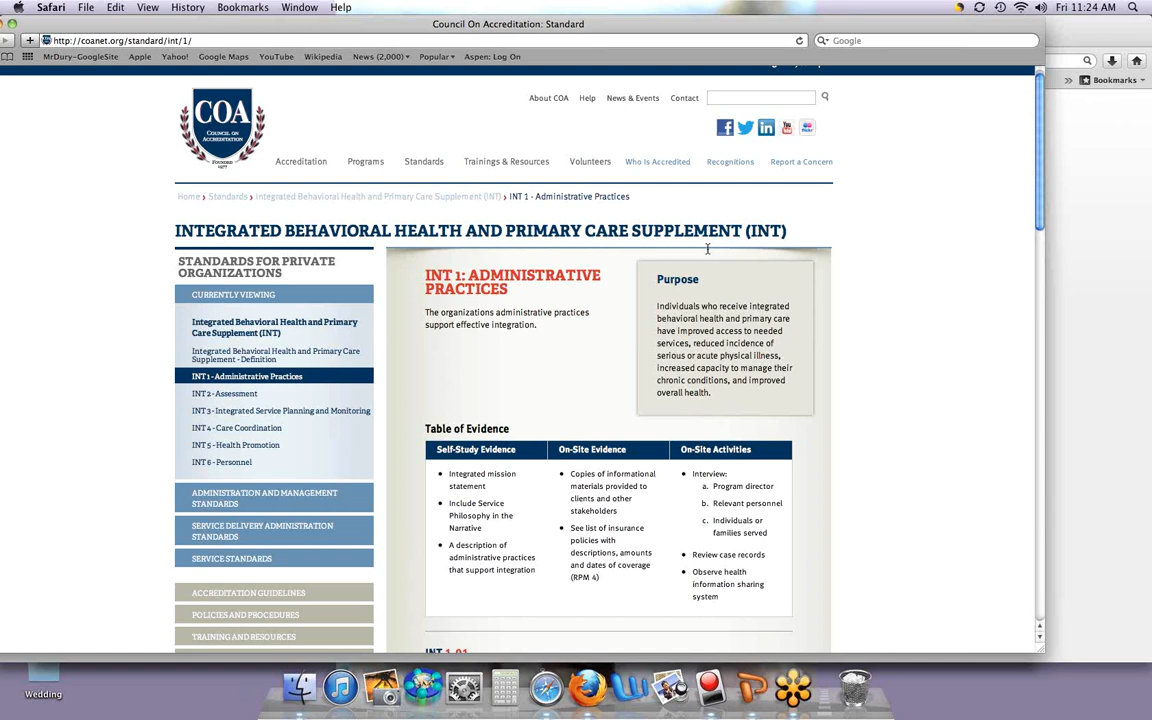 Safari File Edit View History Bookmarks Window Help Fri 11:24 AM
Council On Accreditation: Standard
http://coanet.org/standard/int/1/
Google
MrDury-GoogleSite Apple Yahoo! Google Maps YouTube Wikipedia News (2,000) Popular Aspen: Log On
Bookmarks
COA
COUNCIL ON ACCREDITATION
FOUNDED 1977
About COA Help News & Events Contact
Accreditation Programs Standards Trainings & Resources Volunteers Who Is Accredited Recognitions Report a Concern
Home › Standards › Integrated Behavioral Health and Primary Care Supplement (INT) › INT 1 - Administrative Practices
INTEGRATED BEHAVIORAL HEALTH AND PRIMARY CARE SUPPLEMENT (INT)
STANDARDS FOR PRIVATE
ORGANIZATIONS
CURRENTLY VIEWING
Integrated Behavioral Health and Primary
Care Supplement (INT)
Integrated Behavioral Health and Primary Care
Supplement - Definition
INT 1 - Administrative Practices
INT 2 - Assessment
INT 3 - Integrated Service Planning and Monitoring
INT 4 - Care Coordination
INT 5 - Health Promotion
INT 6 - Personnel
ADMINISTRATION AND MANAGEMENT
STANDARDS
SERVICE DELIVERY ADMINISTRATION
STANDARDS
SERVICE STANDARDS
ACCREDITATION GUIDELINES
POLICIES AND PROCEDURES
TRAINING AND RESOURCES
INT 1: ADMINISTRATIVE
PRACTICES
The organizations administrative practices
support effective integration.
Purpose
Individuals who receive integrated
behavioral health and primary care
have improved access to needed
services, reduced incidence of
serious or acute physical illness,
increased capacity to manage their
chronic conditions, and improved
overall health.
Table of Evidence
Self-Study Evidence
Integrated mission
statement
Include Service
Philosophy in the
Narrative
A description of
administrative practices
that support integration
On-Site Evidence
Copies of informational
materials provided to
clients and other
stakeholders
See list of insurance
policies with
descriptions, amounts
and dates of coverage
(RPM 4)
On-Site Activities
Interview:
a. Program director
b. Relevant personnel
c. Individuals or
families served
Review case records
Observe health
information sharing
system
INT 1.01
Wedding